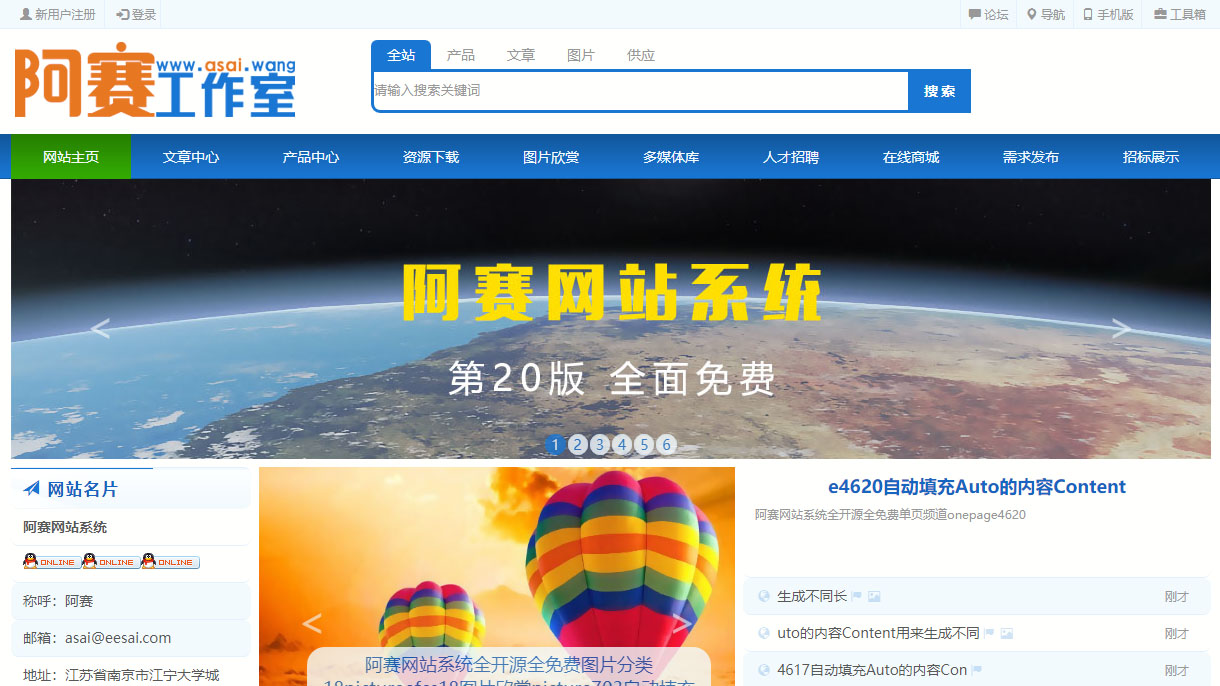 新用户注册 登录 论坛 导航 手机版 工具箱
阿赛工作室 www.asai.wang
全站 产品 文章 图片 供应
请输入搜索关键词 搜 索
网站主页 文章中心 产品中心 资源下载 图片欣赏 多媒体库 人才招聘 在线商城 需求发布 招标展示
阿赛网站系统
第20版 全面免费
1 2 3 4 5 6
网站名片
阿赛网站系统
ONLINE ONLINE ONLINE
称呼：阿赛
邮箱：asai@eesai.com
地址：江苏省南京市江宁大学城
阿赛网站系统全开源全免费图片分类
e4620自动填充Auto的内容Content
阿赛网站系统全开源全免费单页频道onepage4620
生成不同长 刚才
uto的内容Content用来生成不同 刚才
4617自动填充Auto的内容Con 刚才